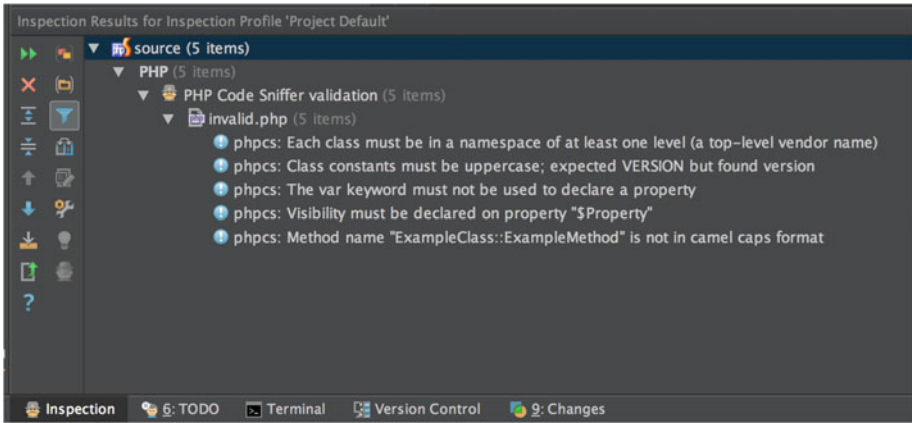 Inspection Results for Inspection Profile 'Project Default'
source (5 items)
PHP (5 items)
PHP Code Sniffer validation (5 items)
invalid.php (5 items)
phpcs: Each class must be in a namespace of at least one level (a top-level vendor name)
phpcs: Class constants must be uppercase; expected VERSION but found version
phpcs: The var keyword must not be used to declare a property
phpcs: Visibility must be declared on property "$Property"
phpcs: Method name "ExampleClass::ExampleMethod" is not in camel caps format
?
Inspection 6: TODO Terminal Version Control 9: Changes